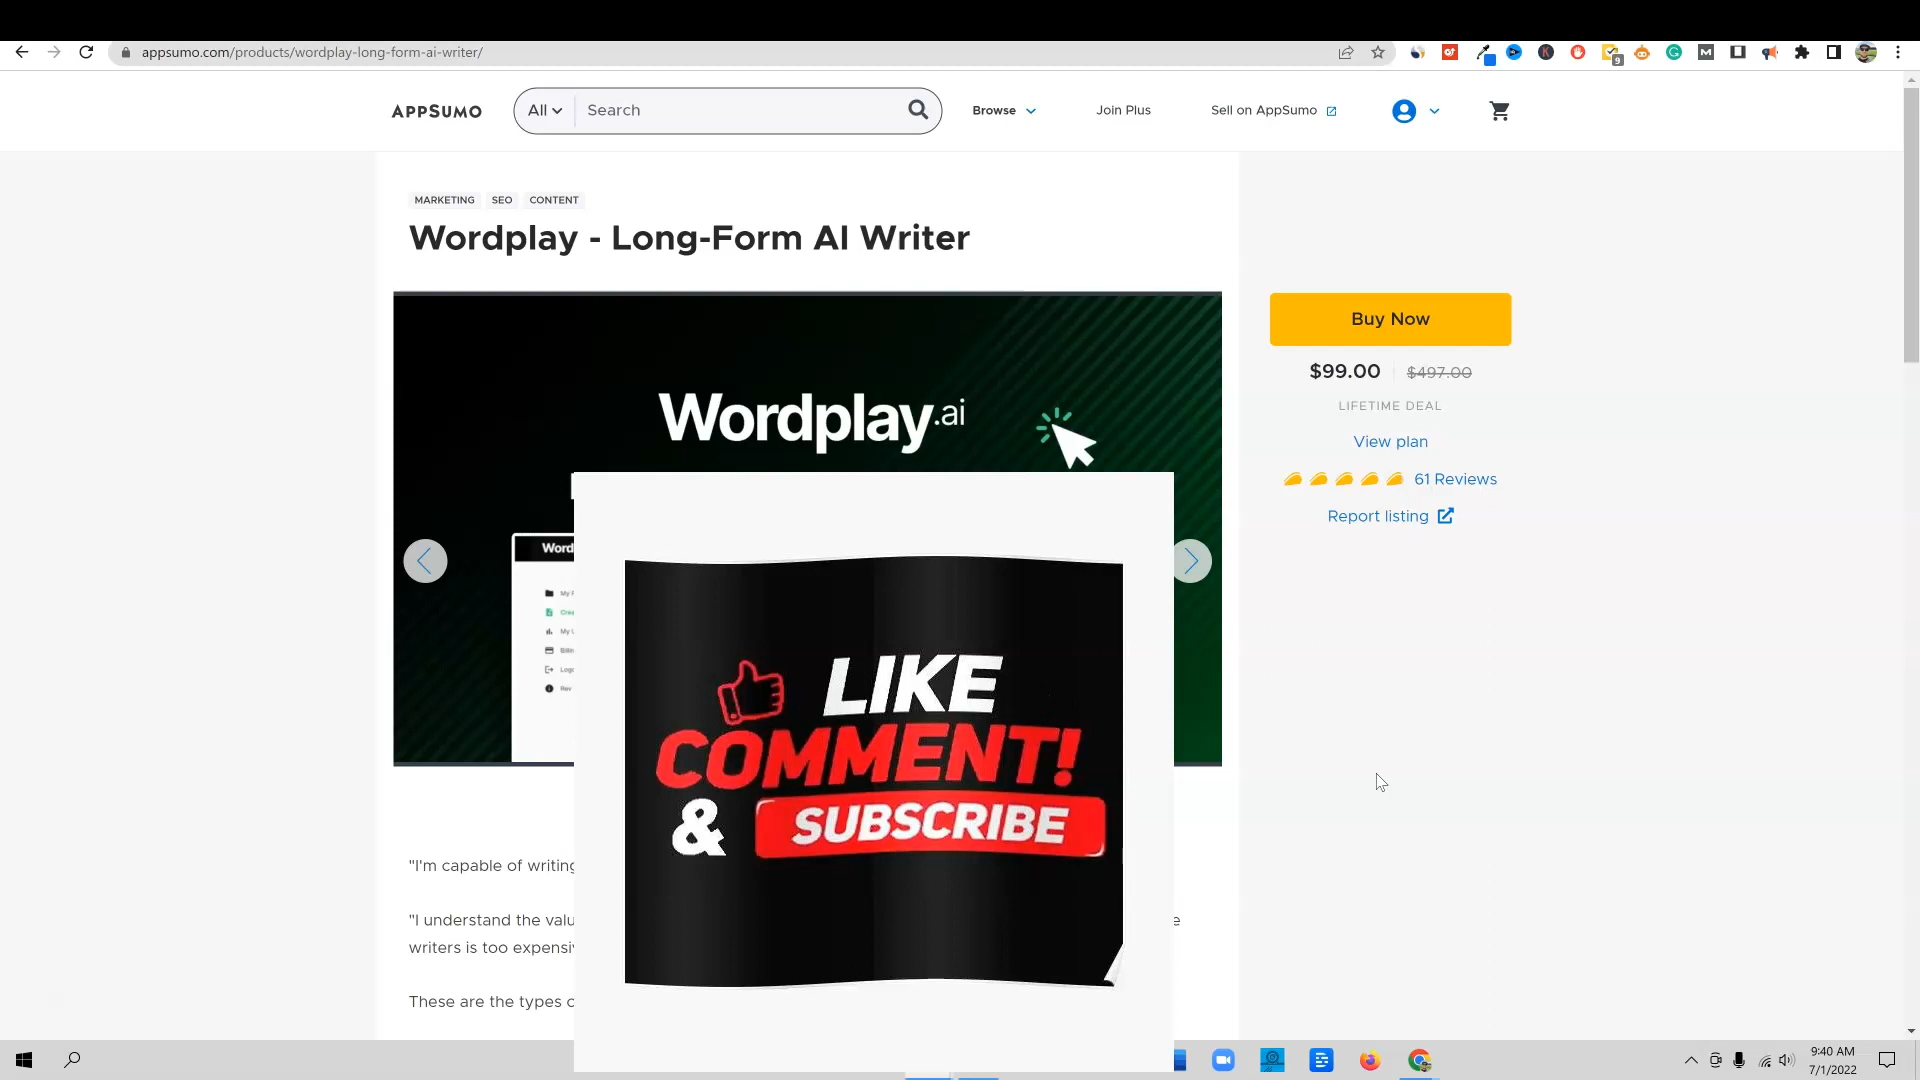 appsumo.com/products/wordplay-long-form-ai-writer/
9
APPSUMO
All
Search
Browse
Join Plus
Sell on AppSumo
MARKETING SEO CONTENT
Wordplay - Long-Form AI Writer
Buy Now
$99.00 $497.00
LIFETIME DEAL
View plan
61 Reviews
Report listing
Wordplay.ai
LIKE
COMMENT!
& SUBSCRIBE
"I'm capable of writing
"I understand the
writers is too
These are the types
9:40 AM
7/1/2022